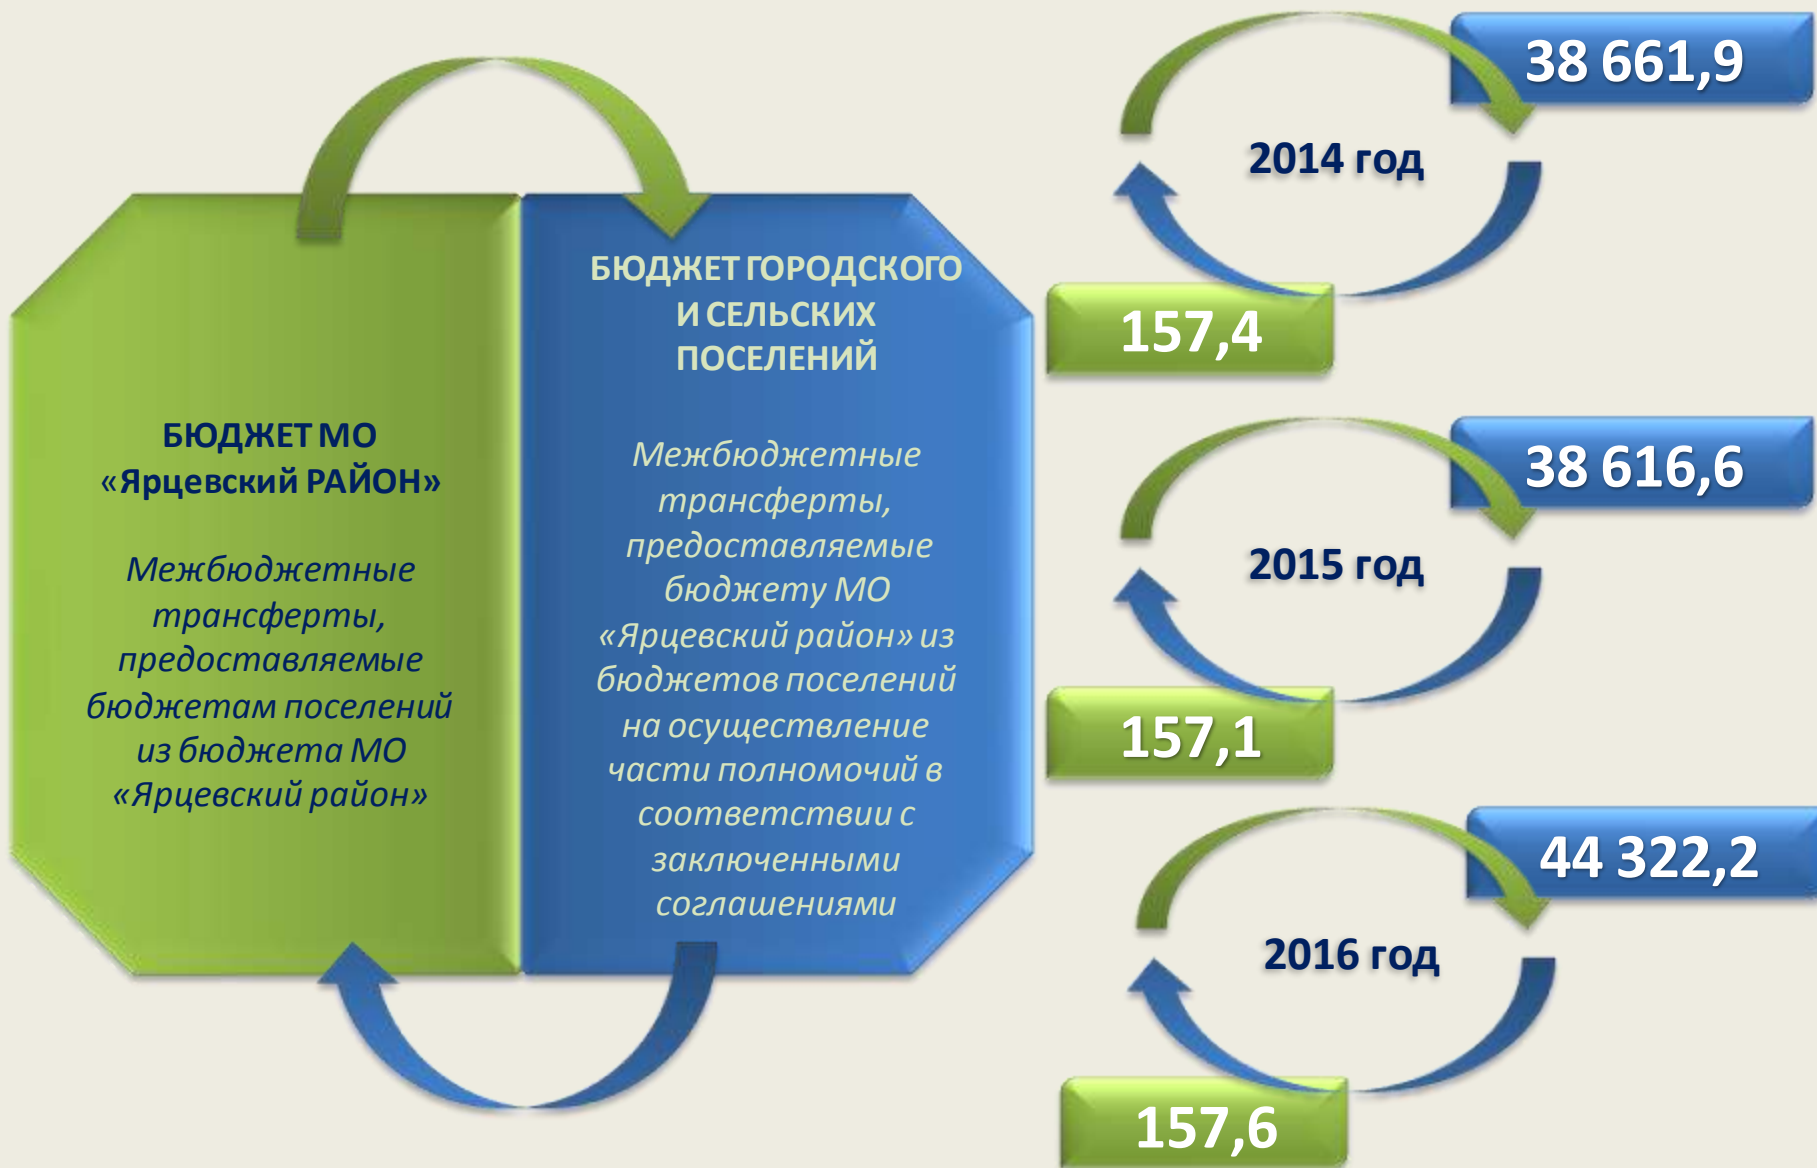 БЮДЖЕТ МО
«Ярцевский РАЙОН»
Межбюджетные
трансферты,
предоставляемые
бюджетам поселений
из бюджета МО
«Ярцевский район»
БЮДЖЕТ ГОРОДСКОГО
И СЕЛЬСКИХ
ПОСЕЛЕНИЙ
Межбюджетные
трансферты,
предоставляемые
бюджету МО
«Ярцевский район» из
бюджетов поселений
на осуществление
части полномочий в
соответствии с
заключенными
соглашениями
38 661,9
2014 год
157,4
38 616,6
2015 год
157,1
44 322,2
2016 год
157,6